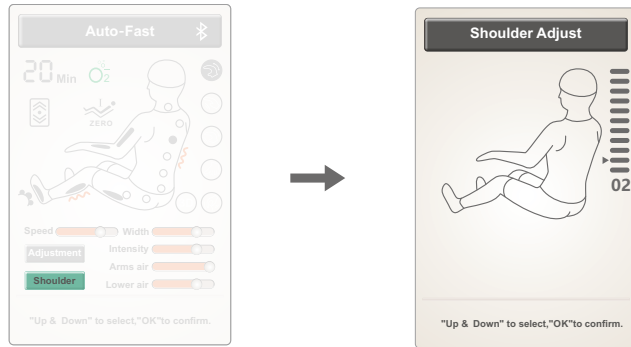 Auto-Fast
20 Min O2
ZERO
Speed Width
Adjustment Intensity
Arms air
Shoulder Lower air
"Up & Down" to select,"OK"to confirm.
Shoulder Adjust
02
"Up & Down" to select,"OK"to confirm.